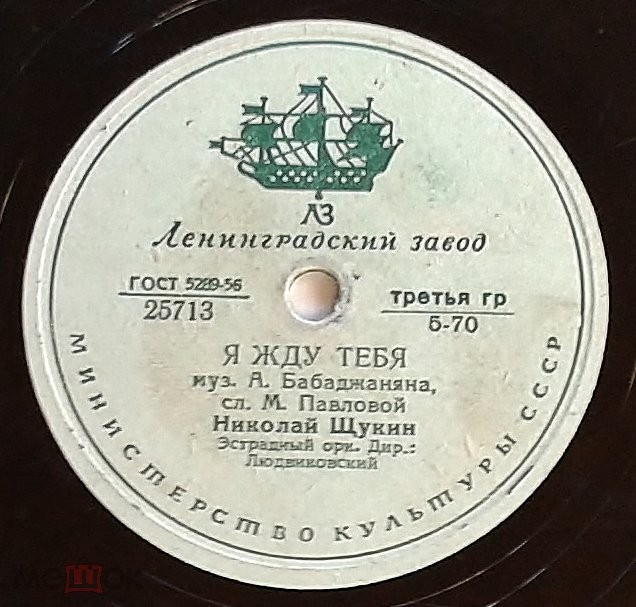 ЛЗ
Ленинградский завод
ГОСТ 5289-56
25713
третья гр
5-70
Я ЖДУ ТЕБЯ
муз. А. Бабаджаняна,
сл. М. Павловой
Николай Щукин
Эстрадный орк. Дир.:
Людвиковский
МИНИСТЕРСТВО КУЛЬТУРЫ СССР
мешок